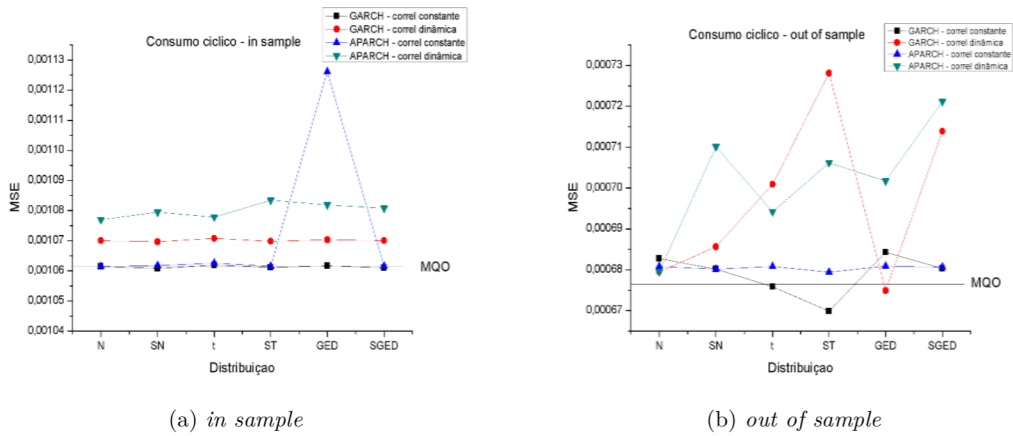 Consumo ciclico - in sample
GARCH - correl constante
GARCH - correl dinâmica
APARCH - correl constante
APARCH - correl dinâmica
0,00113
0,00112
0,00111
0,00110
0,00109
0,00108
0,00107
0,00106
0,00105
0,00104
MSE
MQO
N SN t ST GED SGED
Distribuiçao
(a) in sample
Consumo ciclico - out of sample
GARCH - correl constante
GARCH - correl dinâmica
APARCH - correl constante
APARCH - correl dinâmica
0,00073
0,00072
0,00071
0,00070
0,00069
0,00068
0,00067
MSE
MQO
N SN t ST GED SGED
Distribuiçao
(b) out of sample